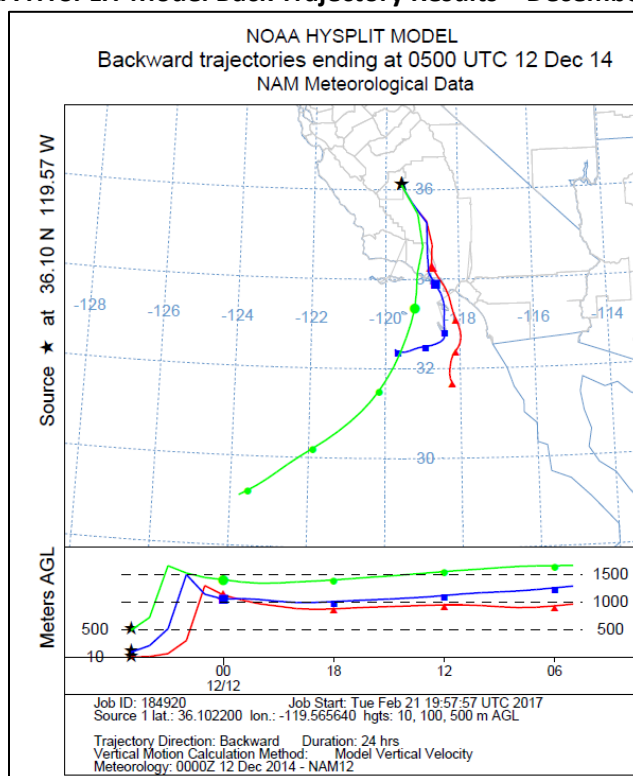 NOAA HYSPLIT MODEL
Backward trajectories ending at 0500 UTC 12 Dec 14
NAM Meteorological Data
Source ★ at 36.10 N 119.57 W
36
34
-128
-126
-124
-122
-120
-118
-116
-114
32
30
Meters AGL
1500
1000
500
500
10
00
18
12
06
12/12
Job ID: 184920 Job Start: Tue Feb 21 19:57:57 UTC 2017
Source 1 lat.: 36.102200 lon.: -119.565640 hgts: 10, 100, 500 m AGL
Trajectory Direction: Backward Duration: 24 hrs
Vertical Motion Calculation Method: Model Vertical Velocity
Meteorology: 0000Z 12 Dec 2014 - NAM12